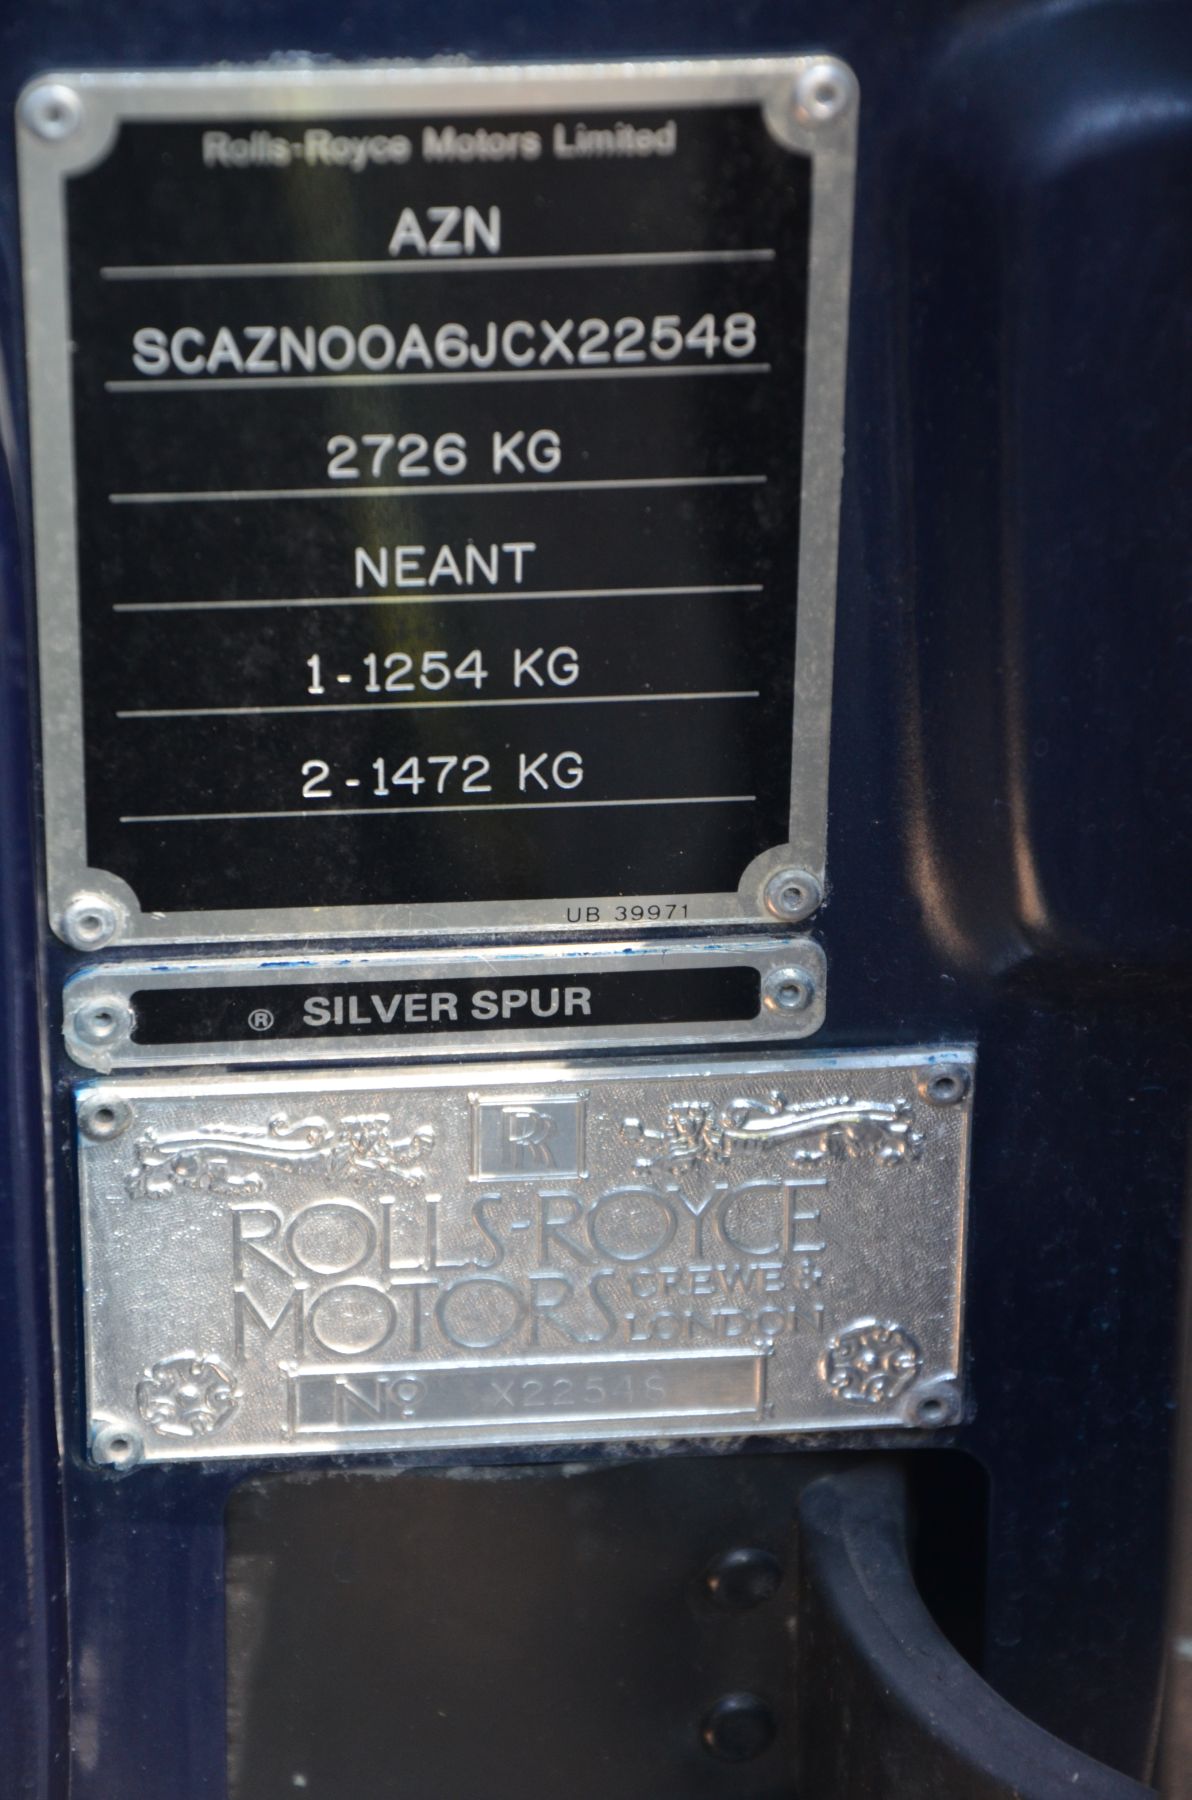 Rolls-Royce Motors Limited
AZN
SCAZN00A6JCX22548
2726 KG
NEANT
1-1254 KG
2-1472 KG
UB 39971
® SILVER SPUR
RR
ROLLS-ROYCE
MOTORS CREWE &
LONDON
Nº X22548